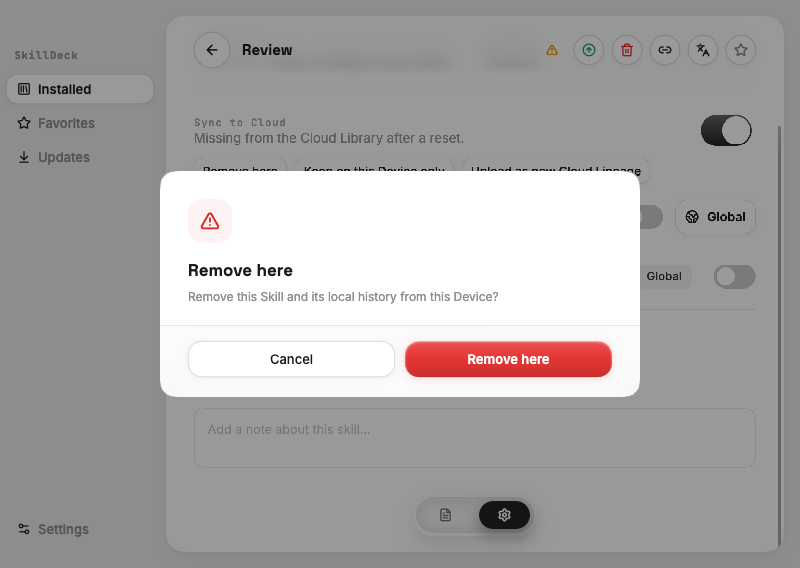 SkillDeck
Review
Installed
Favorites
Updates
Sync to Cloud
Missing from the Cloud Library after a reset.
Remove here
Keep on this Device only
Upload as new Cloud Lineage
Global
Global
Remove here
Remove this Skill and its local history from this Device?
Cancel
Remove here
Add a note about this skill...
Settings